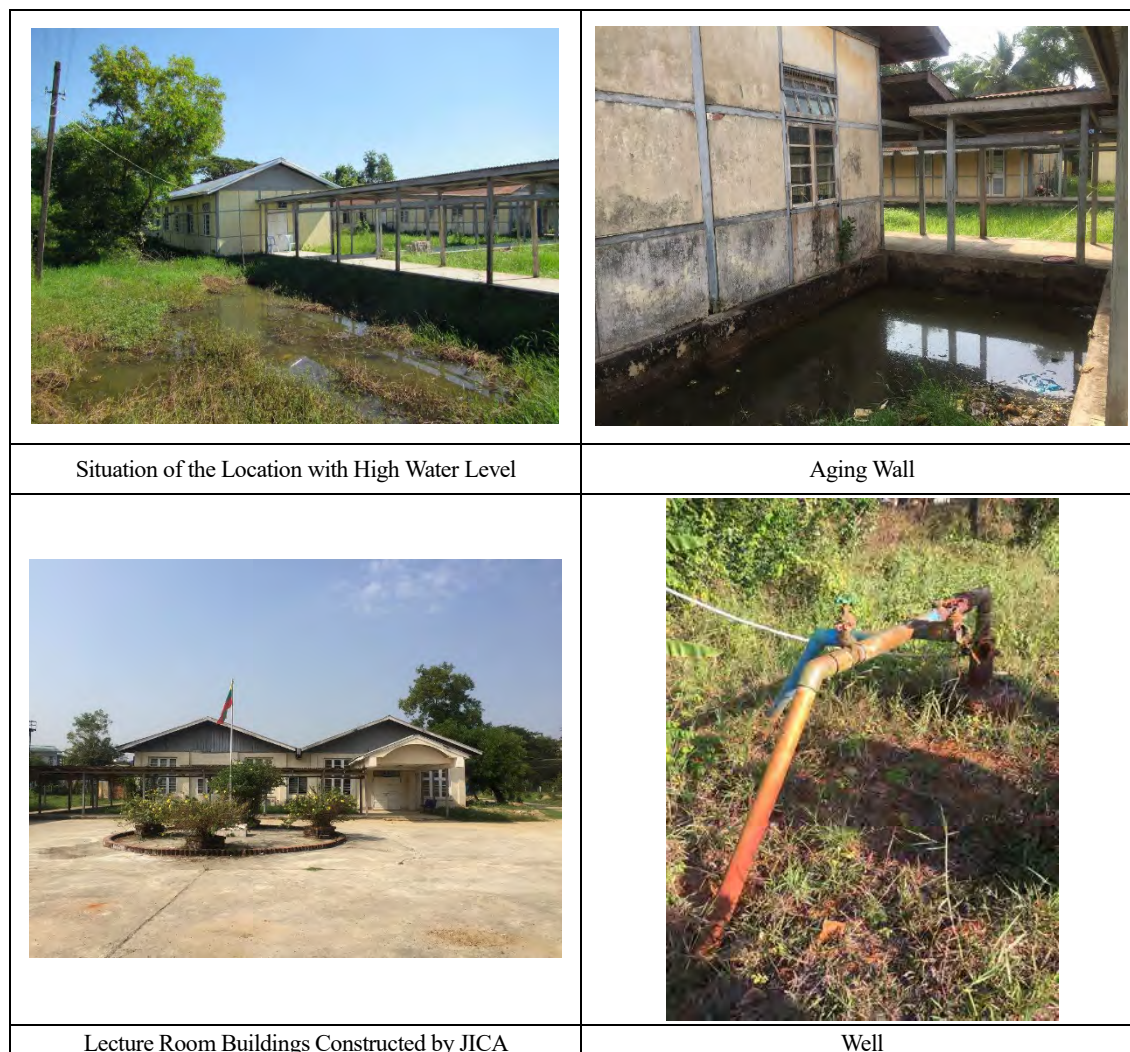 Situation of the Location with High Water Level
Aging Wall
Lecture Room Buildings Constructed by JICA
Well